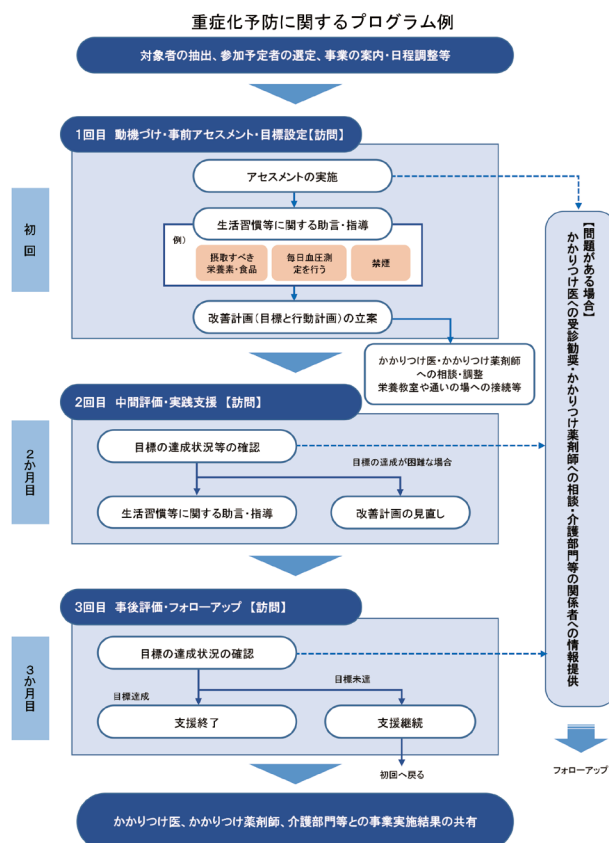 重症化予防に関するプログラム例
対象者の抽出、参加予定者の選定、事業の案内・日程調整等
初回
1回目 動機づけ・事前アセスメント・目標設定【訪問】
アセスメントの実施
生活習慣等に関する助言・指導
例）
摂取すべき
栄養素・食品
毎日血圧測
定を行う
禁煙
改善計画（目標と行動計画）の立案
かかりつけ医・かかりつけ薬剤師
への相談・調整
栄養教室や通いの場への接続等
2か月目
2回目 中間評価・実践支援 【訪問】
目標の達成状況等の確認
目標の達成が困難な場合
生活習慣等に関する助言・指導
改善計画の見直し
3か月目
3回目 事後評価・フォローアップ 【訪問】
目標の達成状況の確認
目標達成
目標未達
支援終了
支援継続
初回へ戻る
【問題がある場合】
かかりつけ医への受診勧奨・かかりつけ薬剤師への相談・介護部門等の関係者への情報提供
フォローアップ
かかりつけ医、かかりつけ薬剤師、介護部門等との事業実施結果の共有